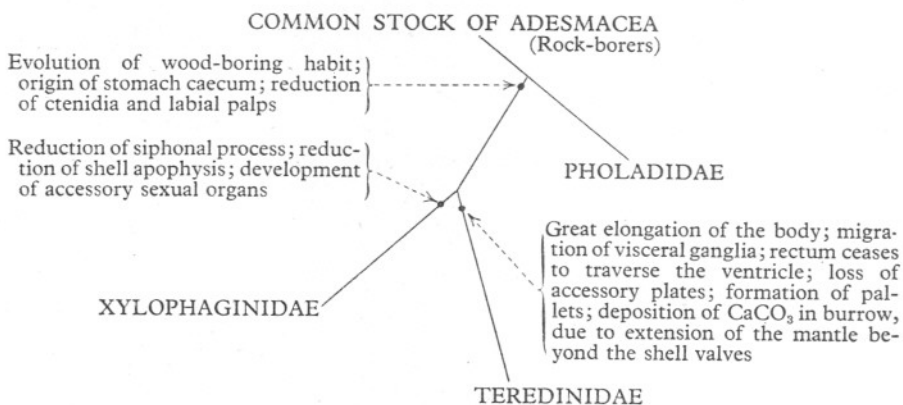 COMMON STOCK OF ADESMACEA
(Rock-borers)
Evolution of wood-boring habit;
origin of stomach caecum; reduction
of ctenidia and labial palps
Reduction of siphonal process; reduc-
tion of shell apophysis; development
of accessory sexual organs
PHOLADIDAE
Great elongation of the body; migra-
tion of visceral ganglia; rectum ceases
to traverse the ventricle; loss of
accessory plates; formation of pal-
lets; deposition of CaCO₃ in burrow,
due to extension of the mantle be-
yond the shell valves
XYLOPHAGINIDAE
TEREDINIDAE